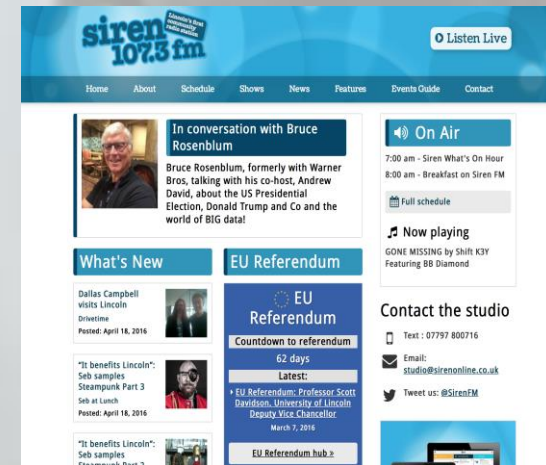 siren
107.3 fm
Lincoln's first
community
radio station
Listen Live
Home About Schedule Shows News Features Events Guide Contact
In conversation with Bruce
Rosenblum
Bruce Rosenblum, formerly with Warner
Bros, talking with his co-host, Andrew
David, about the US Presidential
Election, Donald Trump and Co and the
world of BIG data!
On Air
7:00 am - Siren What's On Hour
8:00 am - Breakfast on Siren FM
Full schedule
Now playing
GONE MISSING by Shift K3Y
Featuring BB Diamond
What's New
Dallas Campbell
visits Lincoln
Drivetime
Posted: April 18, 2016
"It benefits Lincoln":
Seb samples
Steampunk Part 3
Seb at Lunch
Posted: April 18, 2016
"It benefits Lincoln":
Seb samples
Steampunk Part 2
EU Referendum
EU
Referendum
Countdown to referendum
62 days
Latest:
EU Referendum: Professor Scott
Davidson, University of Lincoln
Deputy Vice Chancellor
March 7, 2016
EU Referendum hub »
Contact the studio
Text : 07797 800716
Email:
studio@sirenonline.co.uk
Tweet us: @SirenFM